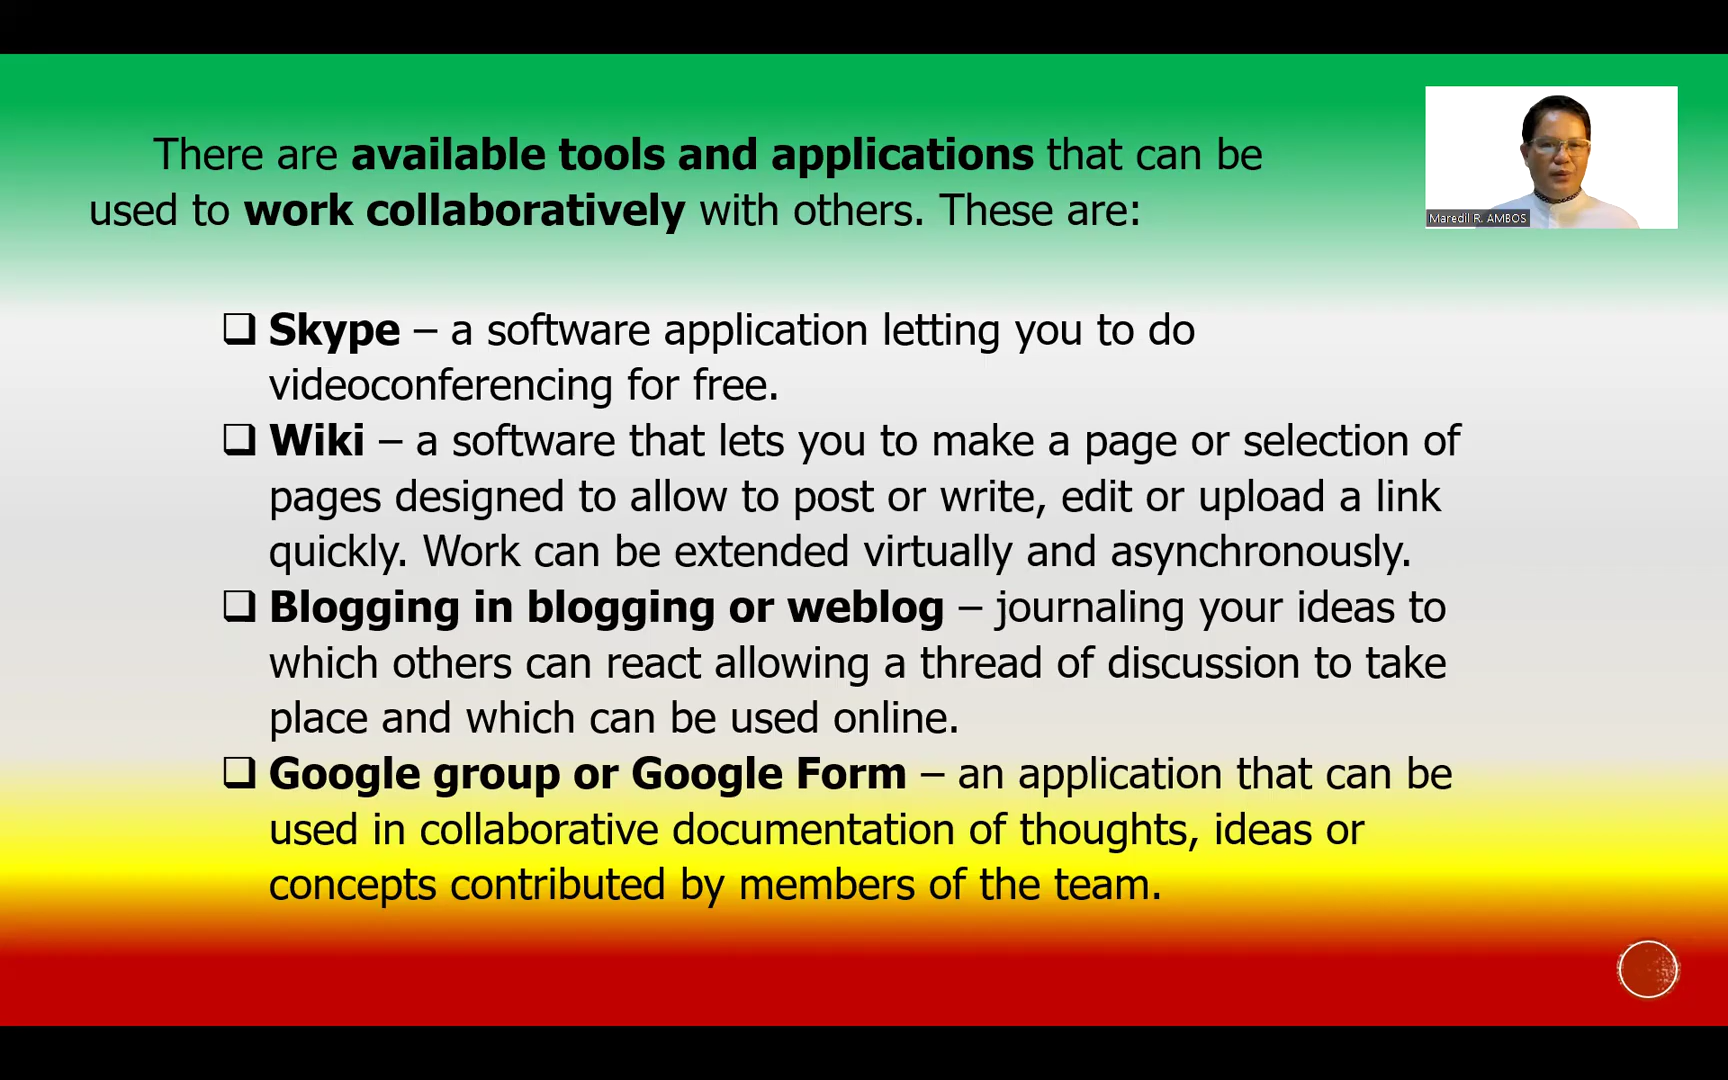 There are available tools and applications that can be
used to work collaboratively with others. These are:
Maredil R. AMBOS
❑ Skype – a software application letting you to do
videoconferencing for free.
❑ Wiki – a software that lets you to make a page or selection of
pages designed to allow to post or write, edit or upload a link
quickly. Work can be extended virtually and asynchronously.
❑ Blogging in blogging or weblog – journaling your ideas to
which others can react allowing a thread of discussion to take
place and which can be used online.
❑ Google group or Google Form – an application that can be
used in collaborative documentation of thoughts, ideas or
concepts contributed by members of the team.